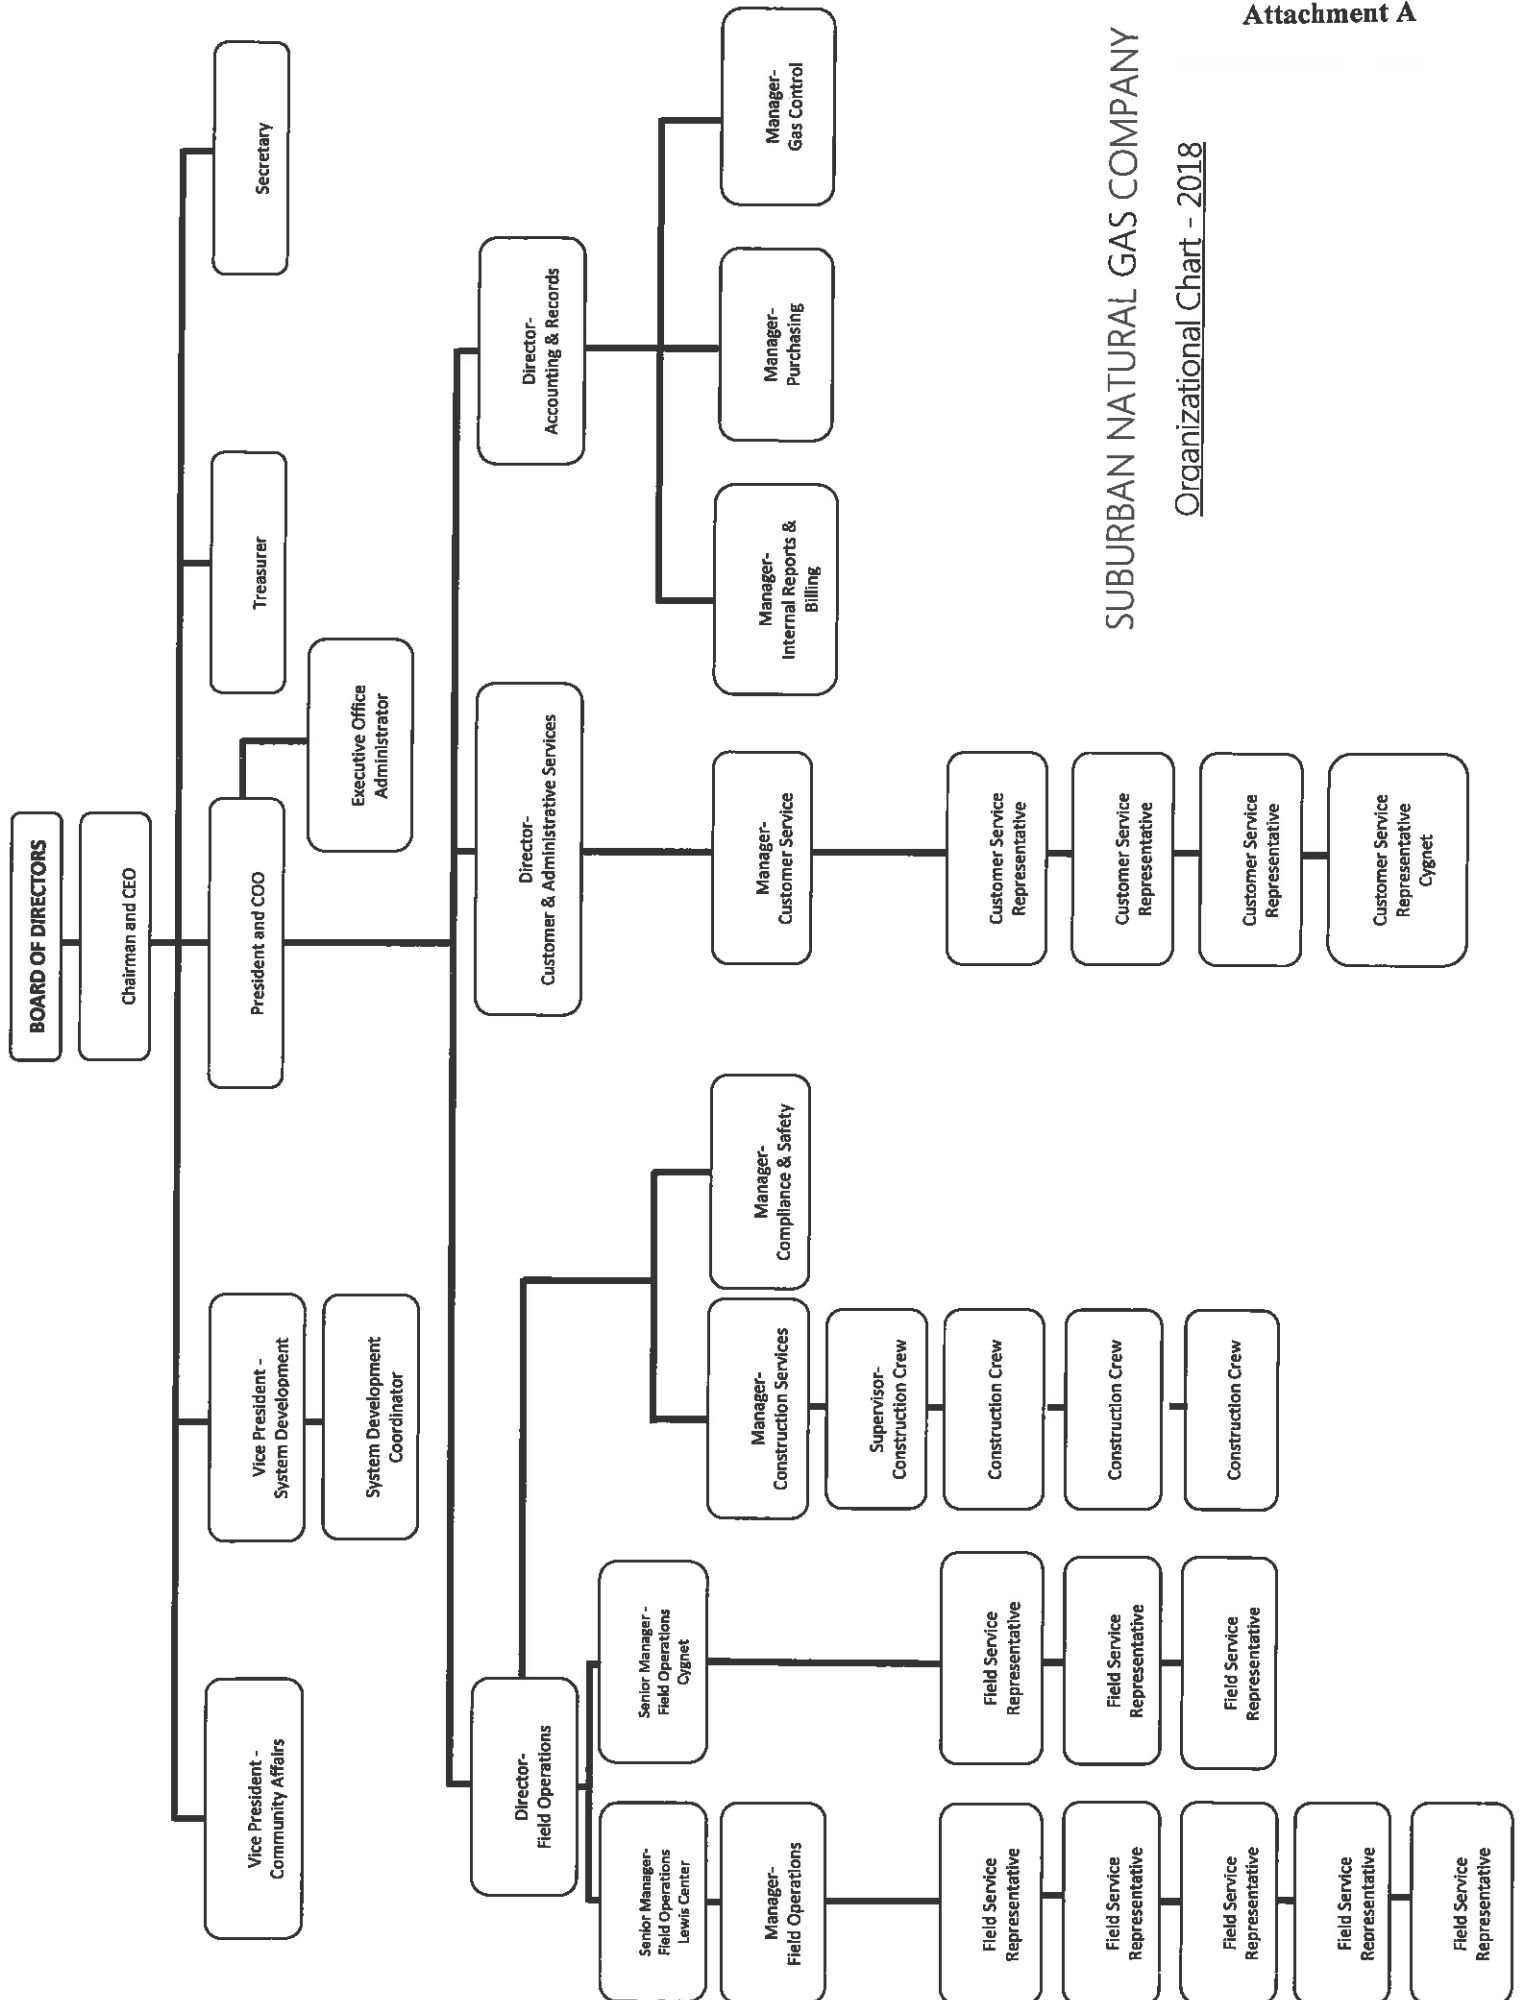 Attachment A
BOARD OF DIRECTORS
Chairman and CEO
Vice President -
Community Affairs
Vice President -
System Development
President and COO
Treasurer
Secretary
System Development
Coordinator
Executive Office
Administrator
Director-
Field Operations
Director-
Customer & Administrative Services
Director-
Accounting & Records
Senior Manager-
Field Operations
Lewis Center
Senior Manager -
Field Operations
Cygnet
Manager-
Field Operations
Manager-
Construction Services
Manager-
Compliance & Safety
Manager-
Customer Service
Manager-
Internal Reports &
Billing
Manager-
Purchasing
Manager-
Gas Control
Supervisor-
Construction Crew
Field Service
Representative
Field Service
Representative
Construction Crew
Customer Service
Representative
Field Service
Representative
Field Service
Representative
Construction Crew
Customer Service
Representative
Field Service
Representative
Field Service
Representative
Construction Crew
Customer Service
Representative
Field Service
Representative
Customer Service
Representative
Cygnet
Field Service
Representative
SUBURBAN NATURAL GAS COMPANY
Organizational Chart - 2018